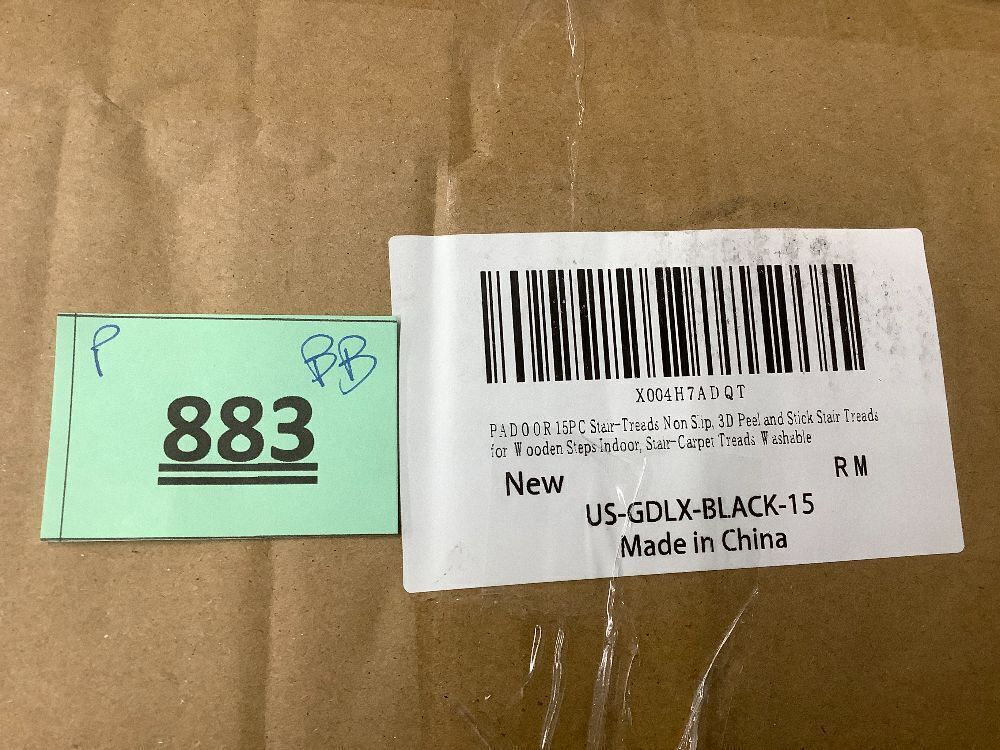 P BB
883
X004H7ADQT
PADOOR 15PC Stair-Treads Non Slip, 3D Peel and Stick Stair Treads
for Wooden Steps Indoor, Stair-Carpet Treads Washable
New RM
US-GDLX-BLACK-15
Made in China